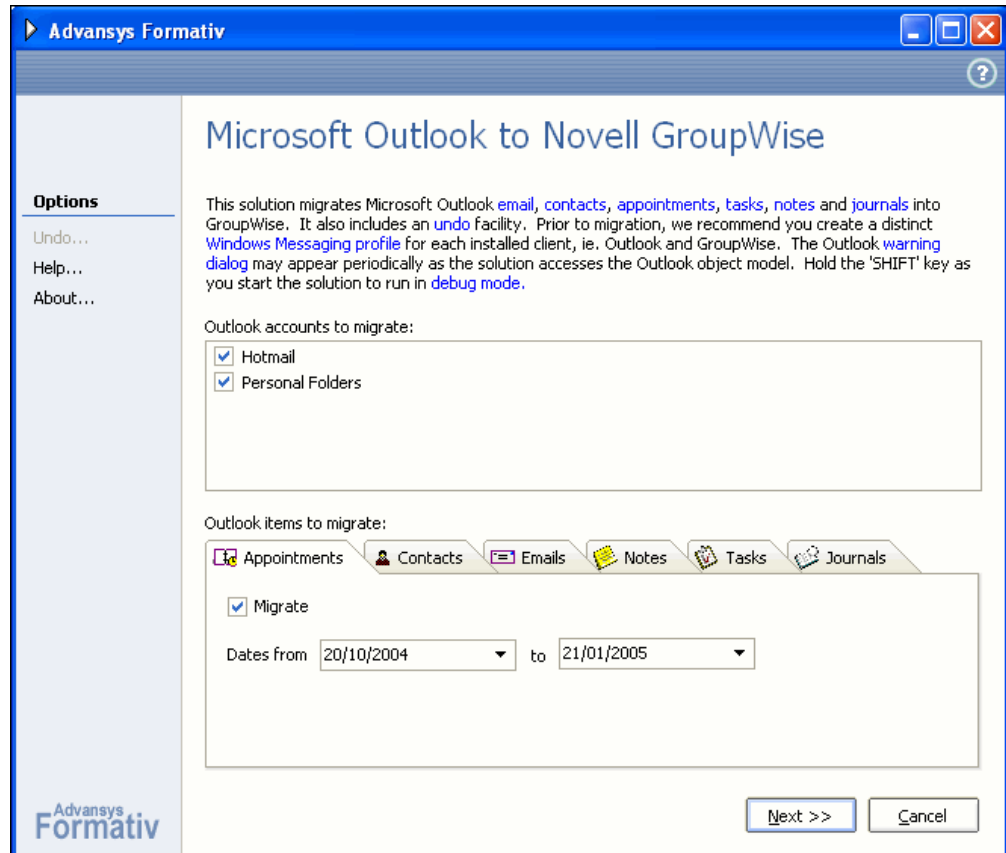 Advansys Formativ
?
Microsoft Outlook to Novell GroupWise
Options
Undo...
Help...
About...
This solution migrates Microsoft Outlook email, contacts, appointments, tasks, notes and journals into
GroupWise. It also includes an undo facility. Prior to migration, we recommend you create a distinct
Windows Messaging profile for each installed client, ie. Outlook and GroupWise. The Outlook warning
dialog may appear periodically as the solution accesses the Outlook object model. Hold the 'SHIFT' key as
you start the solution to run in debug mode.
Outlook accounts to migrate:
Hotmail
Personal Folders
Outlook items to migrate:
Appointments Contacts Emails Notes Tasks Journals
Migrate
Dates from 20/10/2004 to 21/01/2005
Advansys
Formativ
Next >> Cancel